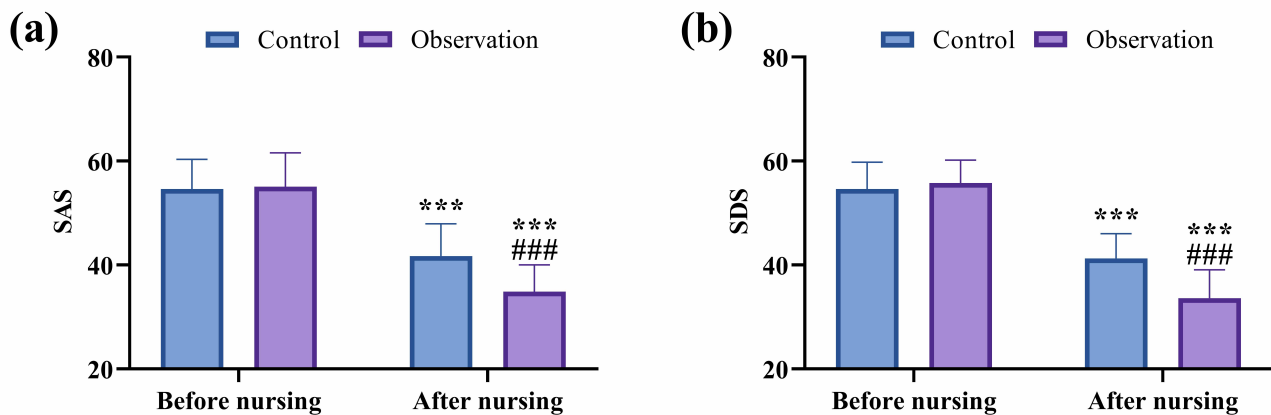 (a)
Control Observation
80
60
40
20
SAS
***
***
###
Before nursing After nursing
(b)
Control Observation
80
60
40
20
SDS
***
***
###
Before nursing After nursing